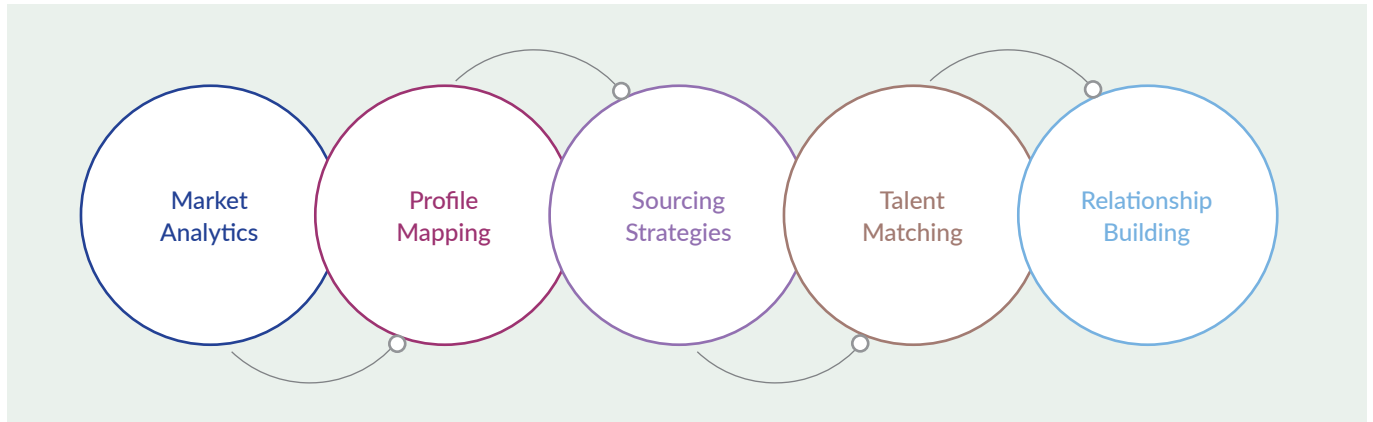 Market
Analytics
Profile
Mapping
Sourcing
Strategies
Talent
Matching
Relationship
Building